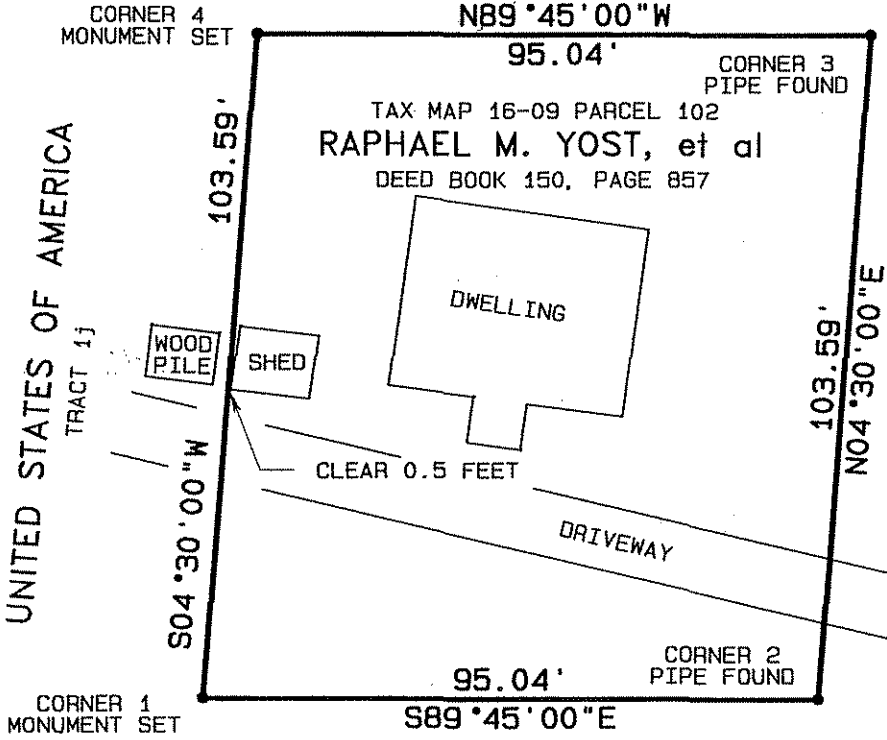 CORNER 4
MONUMENT SET
N89°45'00"W
95.04'
CORNER 3
PIPE FOUND
TAX MAP 16-09 PARCEL 102
RAPHAEL M. YOST, et al
DEED BOOK 150, PAGE 857
103.59'
UNITED STATES OF AMERICA
TRACT 1j
DWELLING
WOOD
PILE
SHED
103.59'
N04°30'00"E
S04°30'00"W
CLEAR 0.5 FEET
DRIVEWAY
CORNER 2
PIPE FOUND
95.04'
S89°45'00"E
CORNER 1
MONUMENT SET